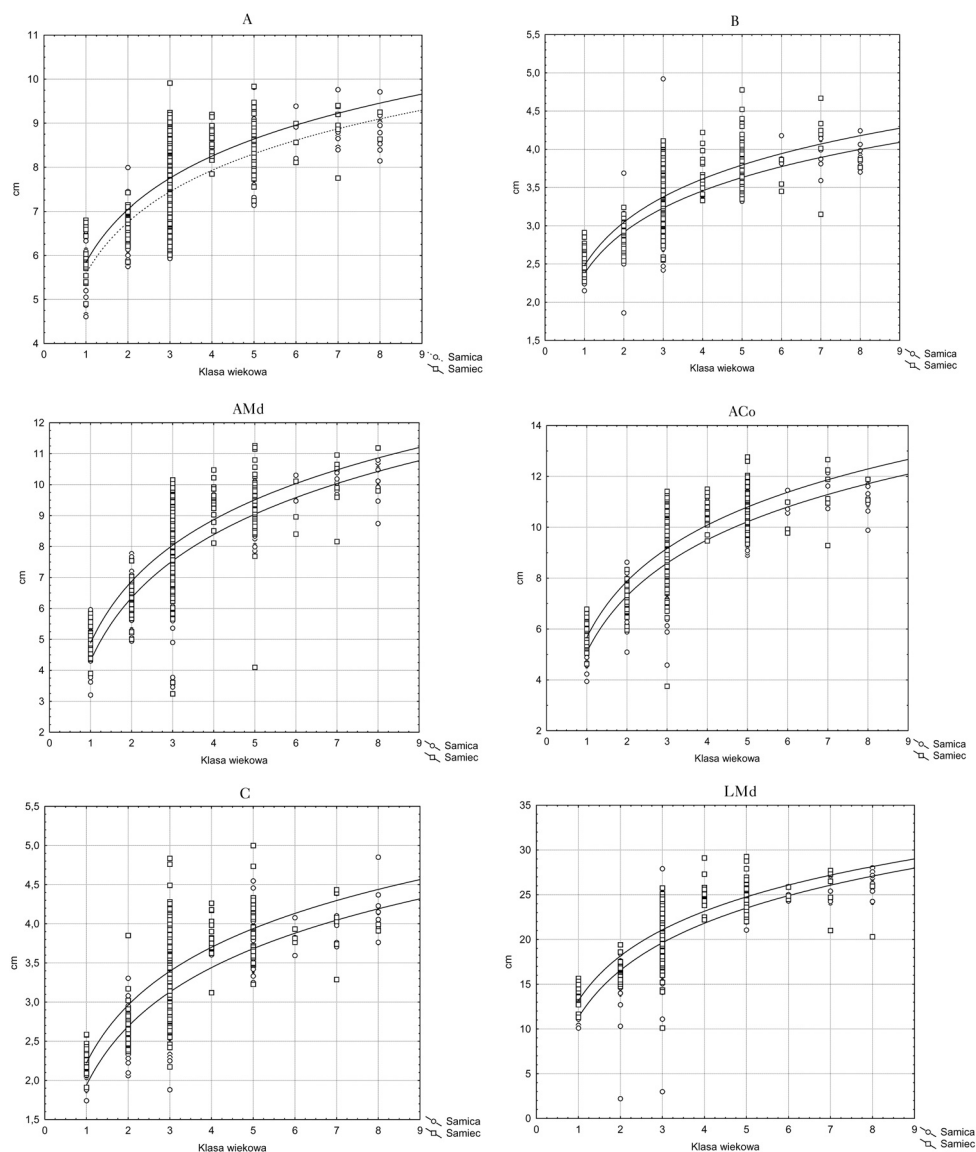 A
11
10
9
8
7
6
5
4
cm
0 1 2 3 4 5 6 7 8 9
Klasa wiekowa
Samica
Samiec
B
5,5
5,0
4,5
4,0
3,5
3,0
2,5
2,0
1,5
cm
0 1 2 3 4 5 6 7 8 9
Klasa wiekowa
Samica
Samiec
AMd
12
11
10
9
8
7
6
5
4
3
2
cm
0 1 2 3 4 5 6 7 8 9
Klasa wiekowa
Samica
Samiec
ACo
14
12
10
8
6
4
2
cm
0 1 2 3 4 5 6 7 8 9
Klasa wiekowa
Samica
Samiec
C
5,5
5,0
4,5
4,0
3,5
3,0
2,5
2,0
1,5
cm
0 1 2 3 4 5 6 7 8 9
Klasa wiekowa
Samica
Samiec
LMd
35
30
25
20
15
10
5
0
cm
0 1 2 3 4 5 6 7 8 9
Klasa wiekowa
Samica
Samiec